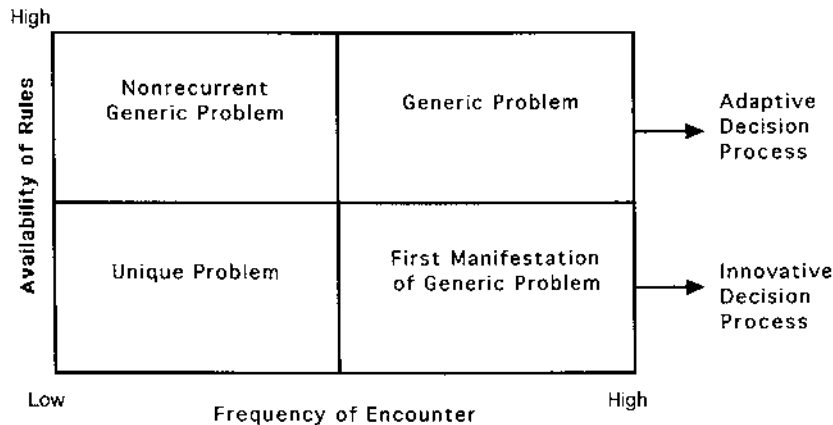 High
Availability of Rules
Nonrecurrent
Generic Problem
Generic Problem
Adaptive
Decision
Process
Unique Problem
First Manifestation
of Generic Problem
Innovative
Decision
Process
Low
Frequency of Encounter
High